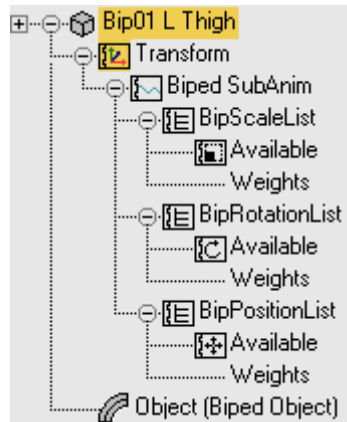 Bip01 L Thigh
Transform
Biped SubAnim
BipScaleList
Available
Weights
BipRotationList
Available
Weights
BipPositionList
Available
Weights
Object (Biped Object)